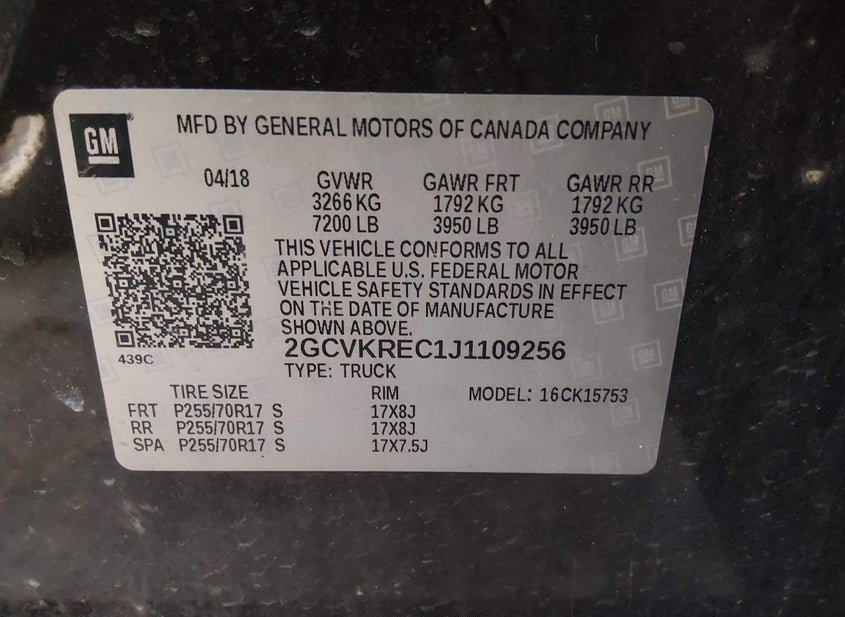 GM
MFD BY GENERAL MOTORS OF CANADA COMPANY
04/18 GVWR GAWR FRT GAWR RR
3266 KG 1792 KG 1792 KG
7200 LB 3950 LB 3950 LB
THIS VEHICLE CONFORMS TO ALL
APPLICABLE U.S. FEDERAL MOTOR
VEHICLE SAFETY STANDARDS IN EFFECT
ON THE DATE OF MANUFACTURE
SHOWN ABOVE.
439C
2GCVKREC1J1109256
TYPE: TRUCK
TIRE SIZE RIM MODEL: 16CK15753
FRT P255/70R17 S 17X8J
RR P255/70R17 S 17X8J
SPA P255/70R17 S 17X7.5J